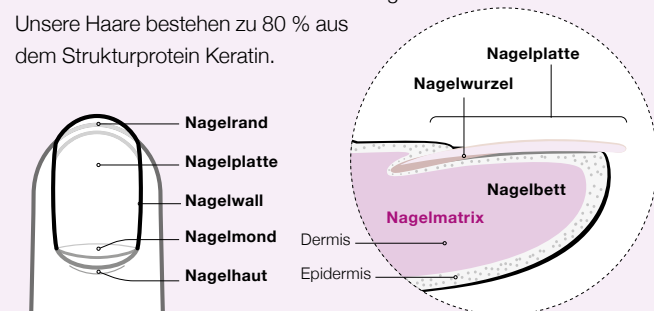 Unsere Haare bestehen zu 80 % aus
dem Strukturprotein Keratin.
Nagelrand
Nagelplatte
Nagelwall
Nagelmond
Nagelhaut
Nagelplatte
Nagelwurzel
Nagelbett
Nagelmatrix
Dermis
Epidermis